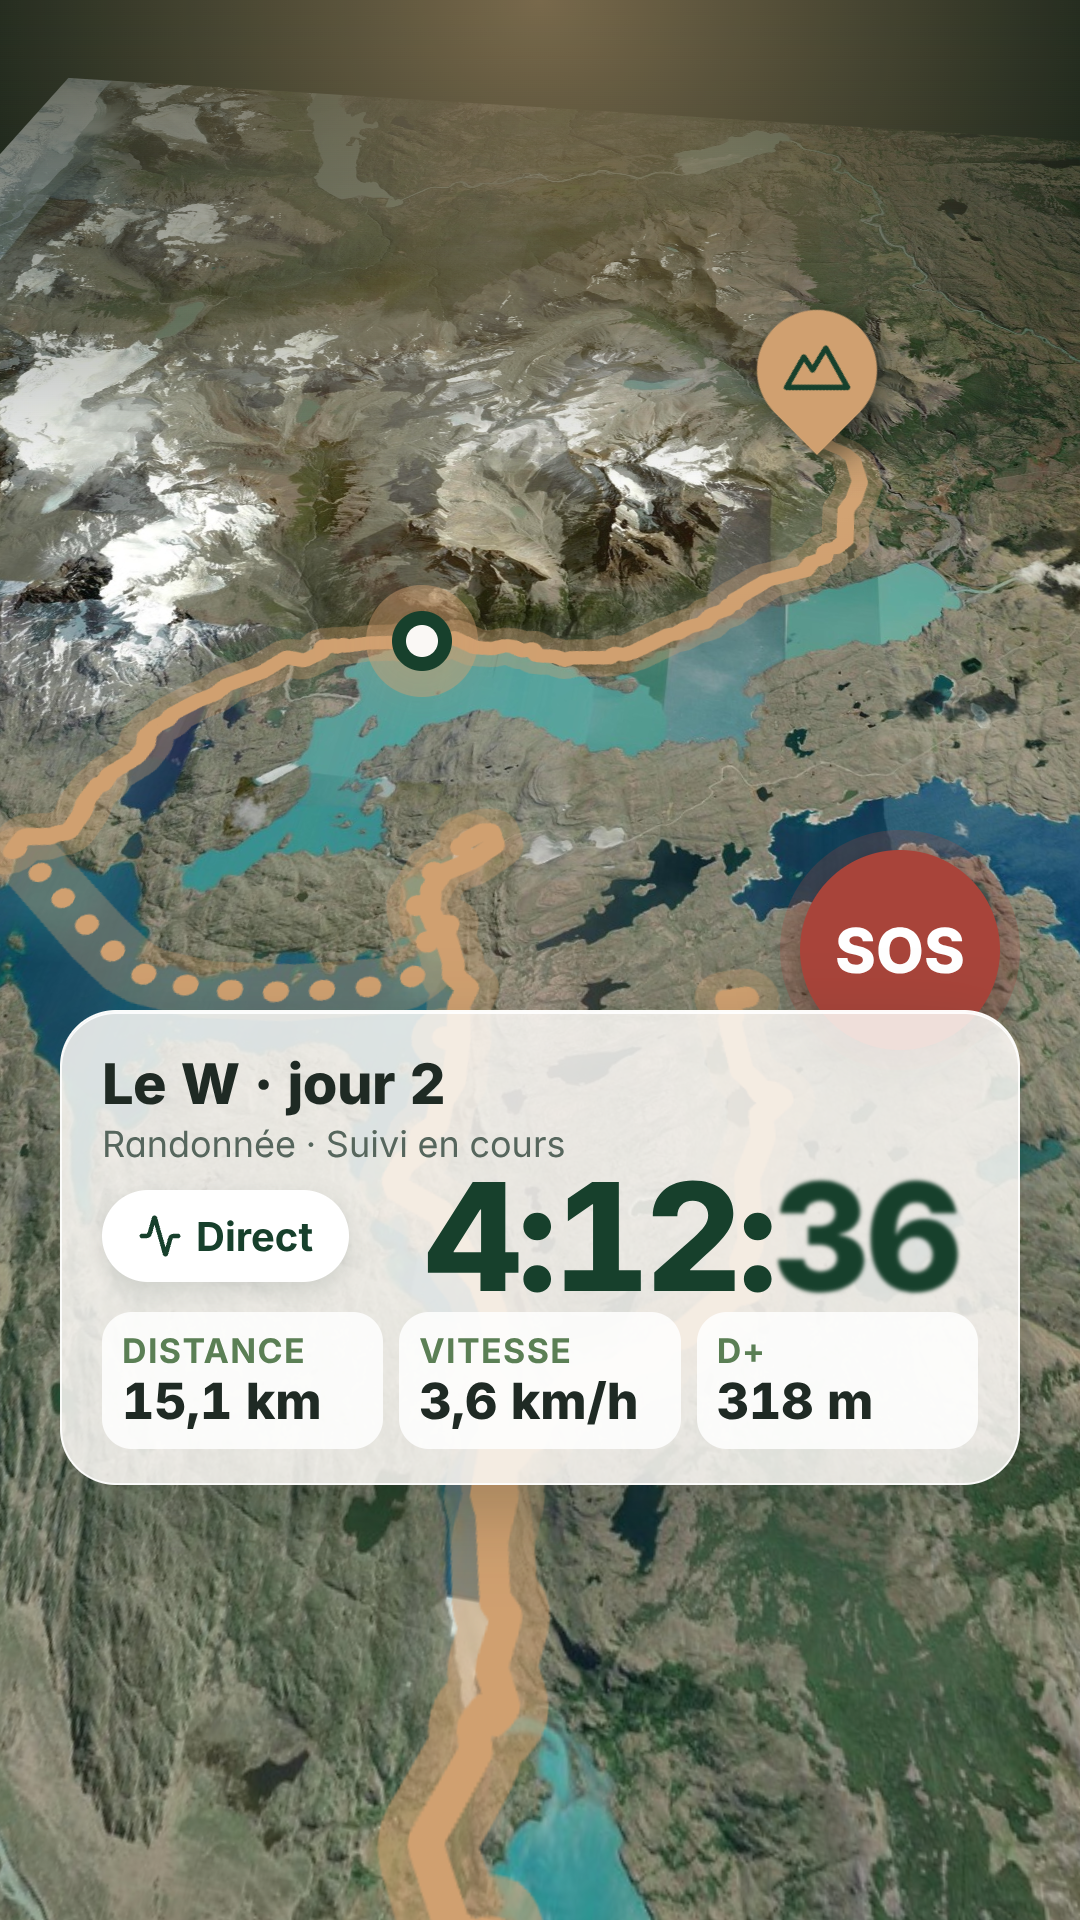 SOS
Le W · jour 2
Randonnée · Suivi en cours
Direct
4:12:36
DISTANCE
15,1 km
VITESSE
3,6 km/h
D+
318 m